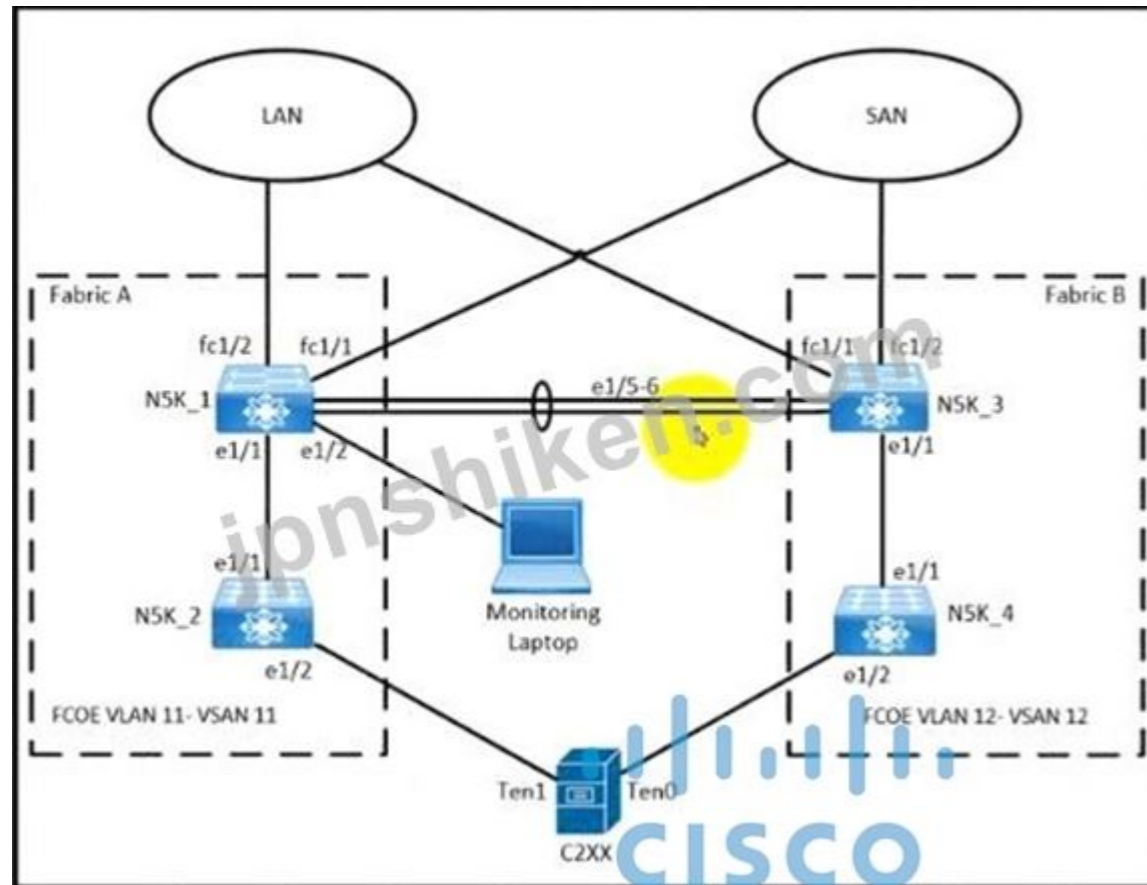 LAN
SAN
Fabric A
Fabric B
fc1/2
fc1/1
fc1/1
fc1/2
e1/5-6
N5K_1
N5K_3
e1/1
e1/2
e1/1
jpnshiken.com
e1/1
e1/1
N5K_2
Monitoring
Laptop
N5K_4
e1/2
e1/2
FCOE VLAN 11- VSAN 11
FCOE VLAN 12- VSAN 12
Ten1
Ten0
C2XX
CISCO